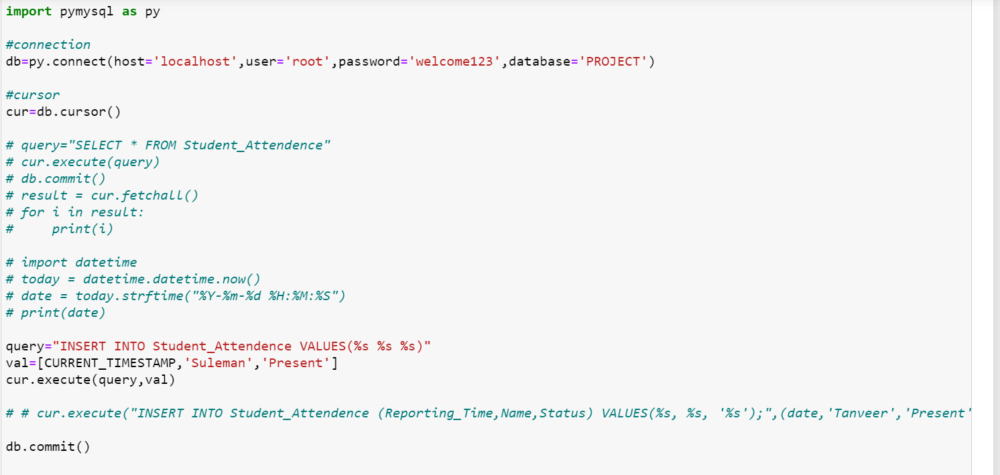 import pymysql as py
#connection
db=py.connect(host='localhost',user='root',password='welcome123',database='PROJECT')
#cursor
cur=db.cursor()
# query="SELECT * FROM Student_Attendence"
# cur.execute(query)
# db.commit()
# result = cur.fetchall()
# for i in result:
#     print(i)
# import datetime
# today = datetime.datetime.now()
# date = today.strftime("%Y-%m-%d %H:%M:%S")
# print(date)
query="INSERT INTO Student_Attendence VALUES(%s %s %s)"
val=[CURRENT_TIMESTAMP,'Suleman','Present']
cur.execute(query,val)
# # cur.execute("INSERT INTO Student_Attendence (Reporting_Time,Name,Status) VALUES(%s, %s, '%s');",(date,'Tanveer','Present'
db.commit()